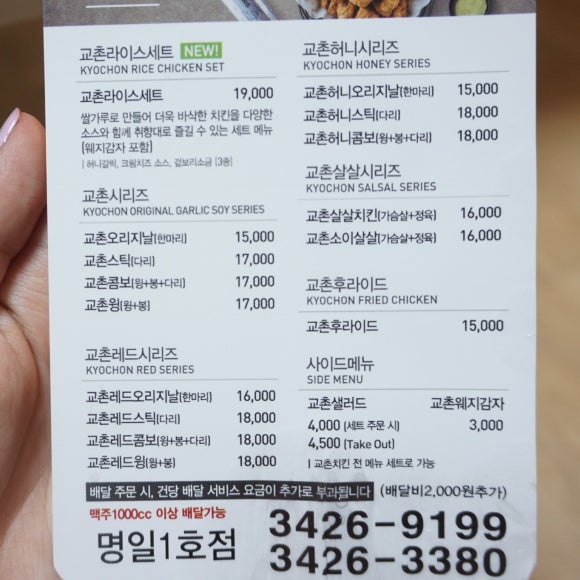 교촌라이스세트 NEW!
KYOCHON RICE CHICKEN SET
교촌라이스세트 19,000
쌀가루로 만들어 더욱 바삭한 치킨을 다양한
소스와 함께 취향대로 즐길 수 있는 세트 메뉴
(웨지감자 포함)
| 허니갈릭, 크림치즈 소스, 겉보리소금 [3종]
교촌시리즈
KYOCHON ORIGINAL GARLIC SOY SERIES
교촌오리지날(한마리) 15,000
교촌스틱(다리) 17,000
교촌콤보(윙+봉+다리) 17,000
교촌윙(윙+봉) 17,000
교촌레드시리즈
KYOCHON RED SERIES
교촌레드오리지날(한마리) 16,000
교촌레드스틱(다리) 18,000
교촌레드콤보(윙+봉+다리) 18,000
교촌레드윙(윙+봉) 18,000
교촌허니시리즈
KYOCHON HONEY SERIES
교촌허니오리지날(한마리) 15,000
교촌허니스틱(다리) 18,000
교촌허니콤보(윙+봉+다리) 18,000
교촌살살시리즈
KYOCHON SALSAL SERIES
교촌살살치킨(가슴살+정육) 16,000
교촌소이살살(가슴살+정육) 16,000
교촌후라이드
KYOCHON FRIED CHICKEN
교촌후라이드 15,000
사이드메뉴
SIDE MENU
교촌샐러드 교촌웨지감자
4,000 (세트 주문 시) 3,000
4,500 (Take Out)
| 교촌치킨 전 메뉴 세트로 가능
배달 주문 시, 건당 배달 서비스 요금이 추가로 부과됩니다 (배달비2,000원추가)
맥주1000cc 이상 배달가능
명일1호점
3426-9199
3426-3380